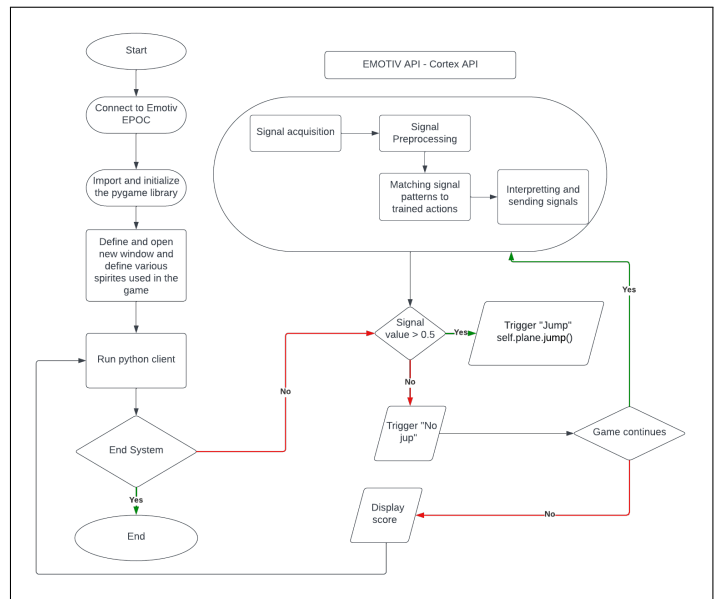 Start
Connect to Emotiv
EPOC
Import and initialize
the pygame library
Define and open
new window and
define various
spirites used in the
game
Run python client
End System
Yes
End
No
EMOTIV API - Cortex API
Signal acquisition
Signal
Preprocessing
Matching signal
patterns to
trained actions
Interpretting and
sending signals
Signal
value > 0.5
Yes
Trigger "Jump"
self.plane.jump()
No
Trigger "No
jup"
Game continues
Yes
No
Display
score